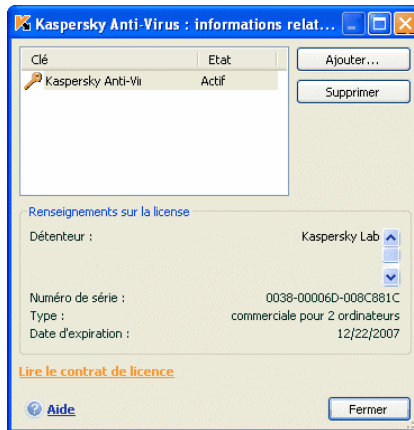 Kaspersky Anti-Virus : informations relat...
Clé Etat
Kaspersky Anti-Vi Actif
Ajouter...
Supprimer
Renseignements sur la license
Détenteur : Kaspersky Lab
Numéro de série : 0038-00006D-008C881C
Type : commerciale pour 2 ordinateurs
Date d'expiration : 12/22/2007
Lire le contrat de licence
Aide
Fermer